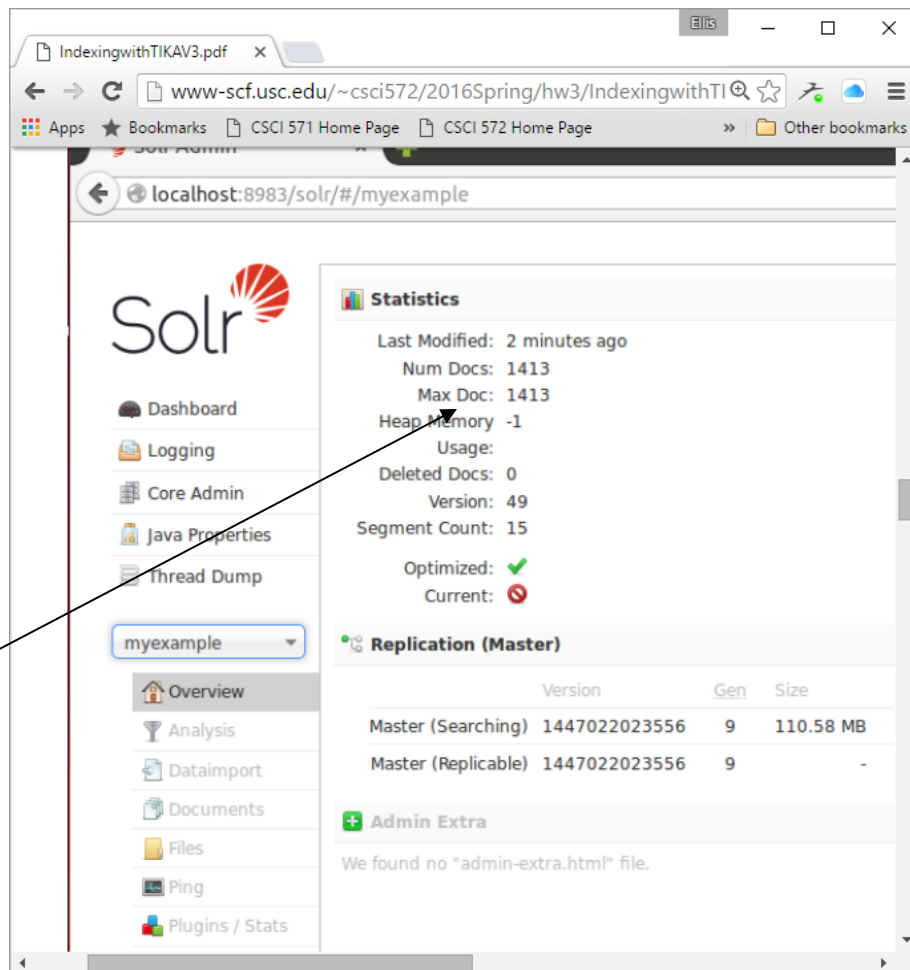 Ellis
IndexingwithTIKAV3.pdf
www-scf.usc.edu/~csci572/2016Spring/hw3/IndexingwithTI
Apps Bookmarks CSCI 571 Home Page CSCI 572 Home Page » Other bookmarks
Solr Admin
localhost:8983/solr/#/myexample
Solr
Dashboard
Logging
Core Admin
Java Properties
Thread Dump
myexample
Overview
Analysis
Dataimport
Documents
Files
Ping
Plugins / Stats
Statistics
Last Modified: 2 minutes ago
Num Docs: 1413
Max Doc: 1413
Heap Memory -1
Usage:
Deleted Docs: 0
Version: 49
Segment Count: 15
Optimized:
Current:
Replication (Master)
Version Gen Size
Master (Searching) 1447022023556 9 110.58 MB
Master (Replicable) 1447022023556 9 -
Admin Extra
We found no "admin-extra.html" file.